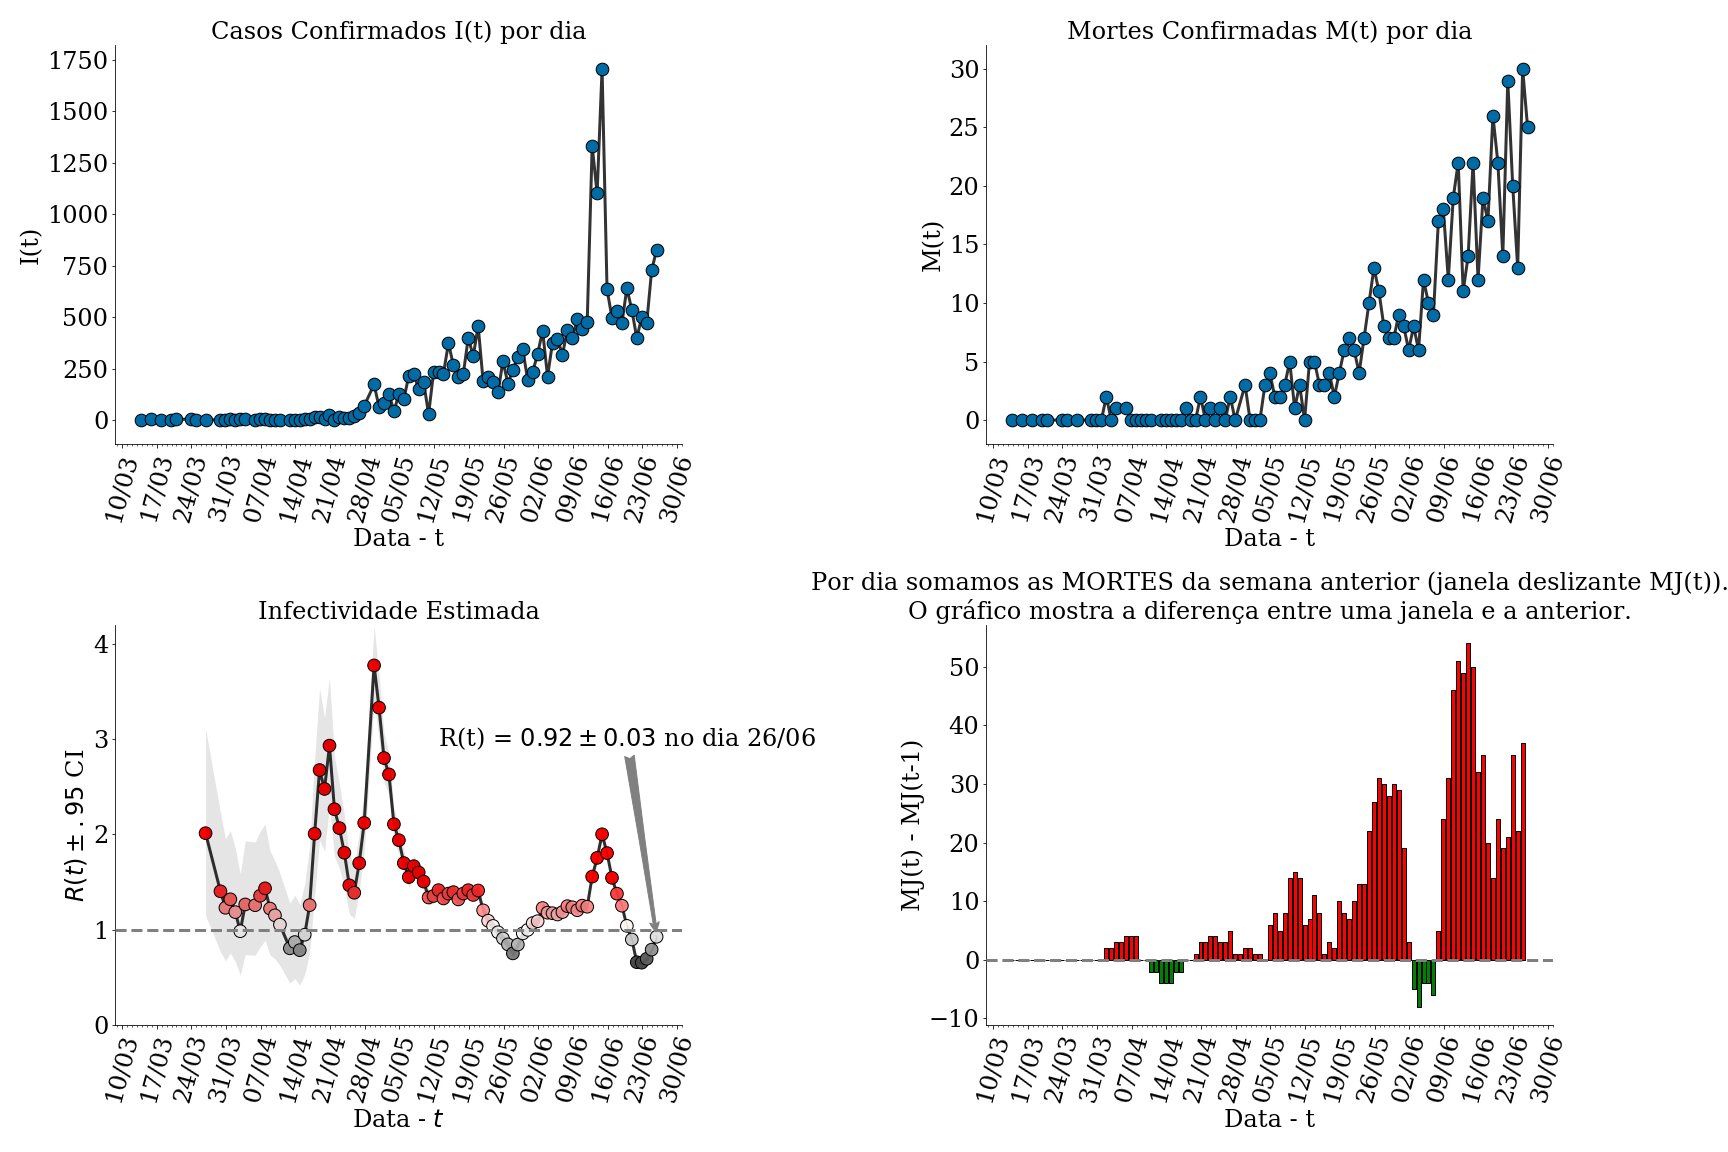 Casos Confirmados I(t) por dia
I(t)
1750
1500
1250
1000
750
500
250
0
10/03 17/03 24/03 31/03 07/04 14/04 21/04 28/04 05/05 12/05 19/05 26/05 02/06 09/06 16/06 23/06 30/06
Data - t
Mortes Confirmadas M(t) por dia
M(t)
30
25
20
15
10
5
0
10/03 17/03 24/03 31/03 07/04 14/04 21/04 28/04 05/05 12/05 19/05 26/05 02/06 09/06 16/06 23/06 30/06
Data - t
Infectividade Estimada
R(t) ± .95 CI
4
3
2
1
0
R(t) = 0.92 ± 0.03 no dia 26/06
10/03 17/03 24/03 31/03 07/04 14/04 21/04 28/04 05/05 12/05 19/05 26/05 02/06 09/06 16/06 23/06 30/06
Data - t
Por dia somamos as MORTES da semana anterior (janela deslizante MJ(t)).
O gráfico mostra a diferença entre uma janela e a anterior.
MJ(t) - MJ(t-1)
50
40
30
20
10
0
−10
10/03 17/03 24/03 31/03 07/04 14/04 21/04 28/04 05/05 12/05 19/05 26/05 02/06 09/06 16/06 23/06 30/06
Data - t